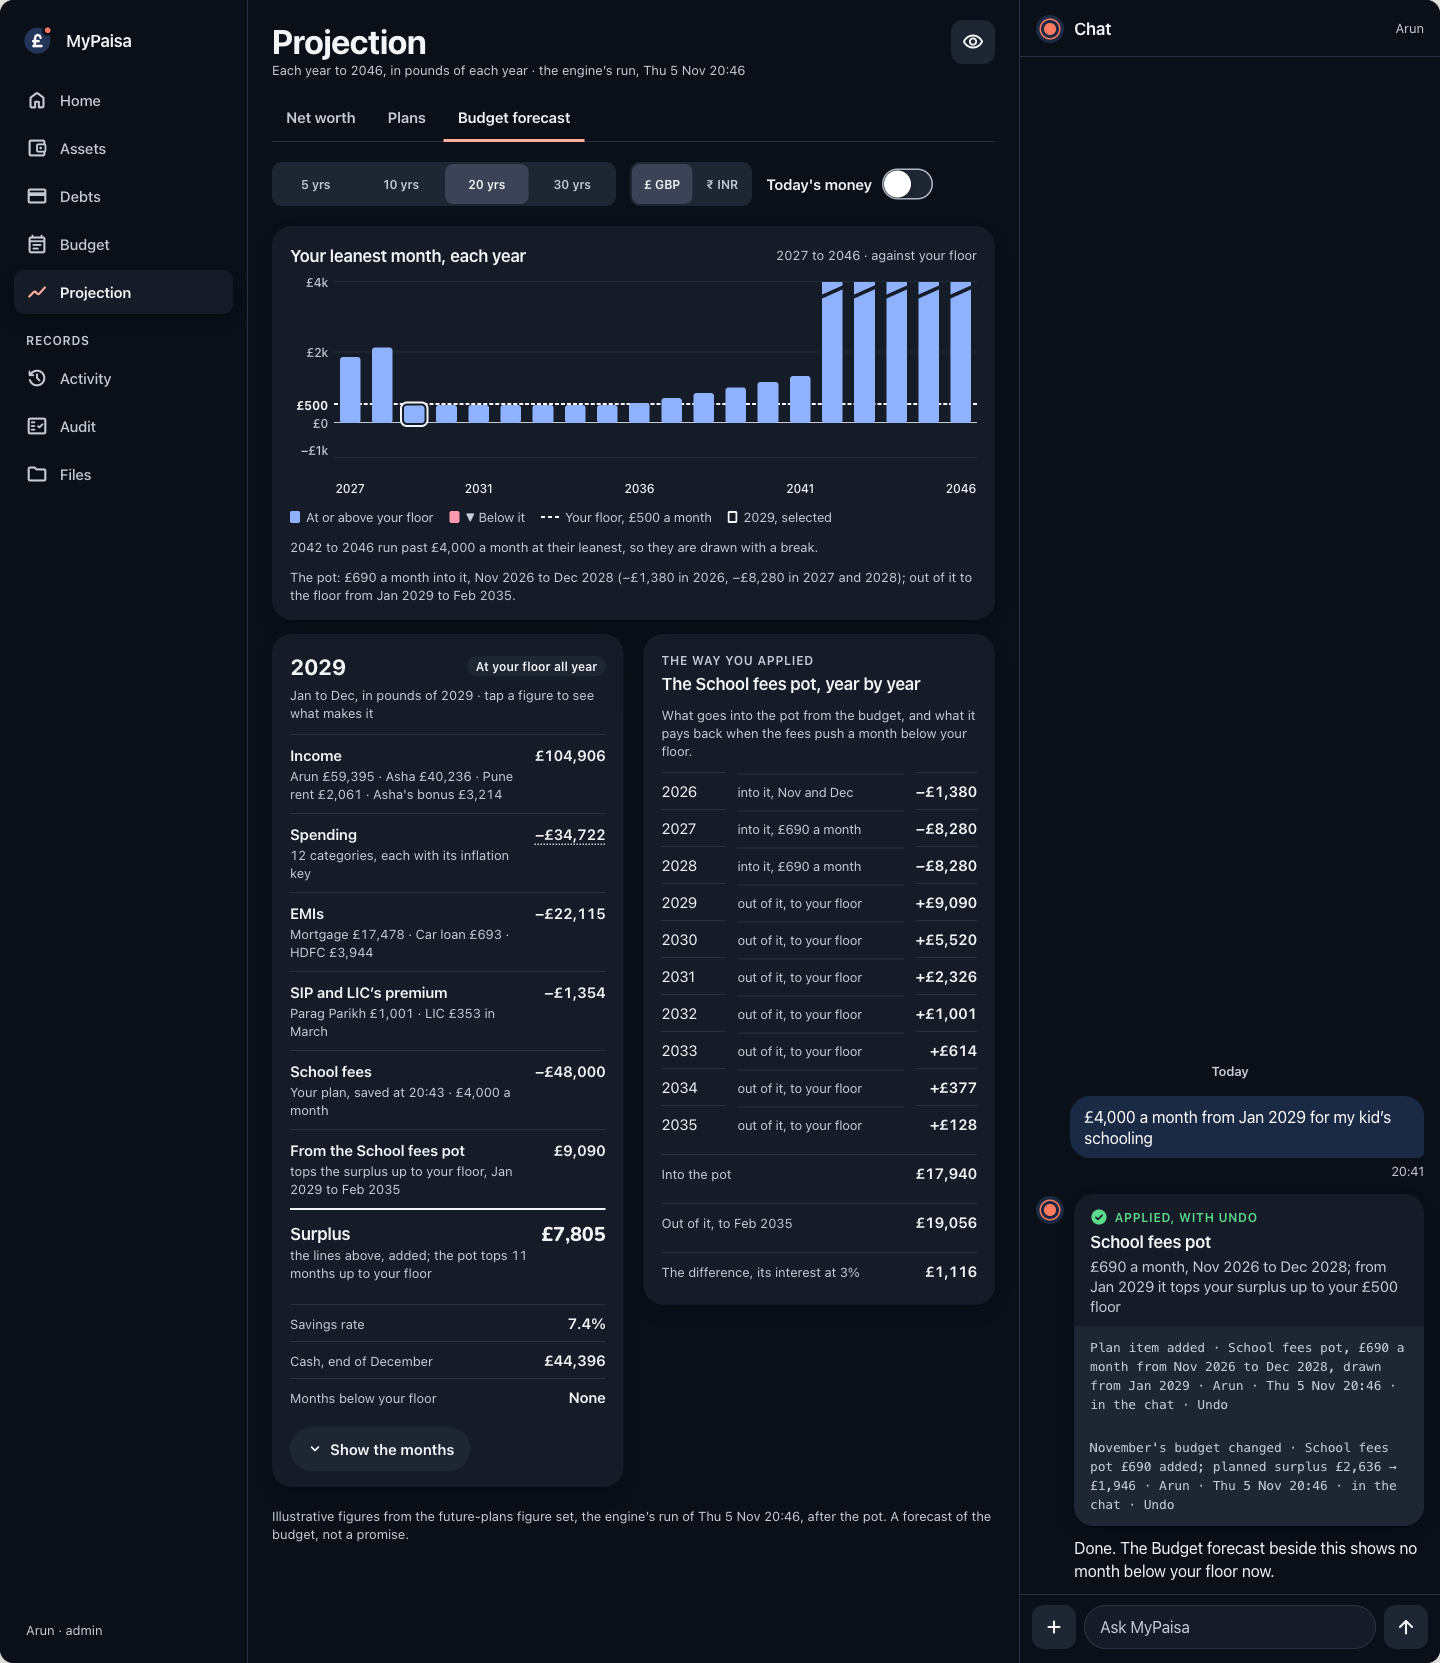 MyPaisa
Home
Assets
Debts
Budget
Projection
RECORDS
Activity
Audit
Files
Arun · admin
Projection
Each year to 2046, in pounds of each year · the engine’s run, Thu 5 Nov 20:46
Net worth
Plans
Budget forecast
5 yrs
10 yrs
20 yrs
30 yrs
£ GBP
₹ INR
Today's money
Your leanest month, each year
2027 to 2046 · against your floor
£4k
£2k
£500
£0
−£1k
2027
2031
2036
2041
2046
At or above your floor
▼ Below it
Your floor, £500 a month
2029, selected
2042 to 2046 run past £4,000 a month at their leanest, so they are drawn with a break.
The pot: £690 a month into it, Nov 2026 to Dec 2028 (−£1,380 in 2026, −£8,280 in 2027 and 2028); out of it to
the floor from Jan 2029 to Feb 2035.
2029
At your floor all year
Jan to Dec, in pounds of 2029 · tap a figure to see
what makes it
Income
£104,906
Arun £59,395 · Asha £40,236 · Pune
rent £2,061 · Asha's bonus £3,214
Spending
−£34,722
12 categories, each with its inflation
key
EMIs
−£22,115
Mortgage £17,478 · Car loan £693 ·
HDFC £3,944
SIP and LIC’s premium
−£1,354
Parag Parikh £1,001 · LIC £353 in
March
School fees
−£48,000
Your plan, saved at 20:43 · £4,000 a
month
From the School fees pot
£9,090
tops the surplus up to your floor, Jan
2029 to Feb 2035
Surplus
£7,805
the lines above, added; the pot tops 11
months up to your floor
Savings rate
7.4%
Cash, end of December
£44,396
Months below your floor
None
Show the months
THE WAY YOU APPLIED
The School fees pot, year by year
What goes into the pot from the budget, and what it
pays back when the fees push a month below your
floor.
2026 into it, Nov and Dec −£1,380
2027 into it, £690 a month −£8,280
2028 into it, £690 a month −£8,280
2029 out of it, to your floor +£9,090
2030 out of it, to your floor +£5,520
2031 out of it, to your floor +£2,326
2032 out of it, to your floor +£1,001
2033 out of it, to your floor +£614
2034 out of it, to your floor +£377
2035 out of it, to your floor +£128
Into the pot £17,940
Out of it, to Feb 2035 £19,056
The difference, its interest at 3% £1,116
Illustrative figures from the future-plans figure set, the engine’s run of Thu 5 Nov 20:46, after the pot. A forecast of the
budget, not a promise.
Chat
Arun
Today
£4,000 a month from Jan 2029 for my kid’s
schooling
20:41
APPLIED, WITH UNDO
School fees pot
£690 a month, Nov 2026 to Dec 2028; from
Jan 2029 it tops your surplus up to your £500
floor
Plan item added · School fees pot, £690 a
month from Nov 2026 to Dec 2028, drawn
from Jan 2029 · Arun · Thu 5 Nov 20:46 ·
in the chat · Undo
November's budget changed · School fees
pot £690 added; planned surplus £2,636 →
£1,946 · Arun · Thu 5 Nov 20:46 · in the
chat · Undo
Done. The Budget forecast beside this shows no
month below your floor now.
Ask MyPaisa